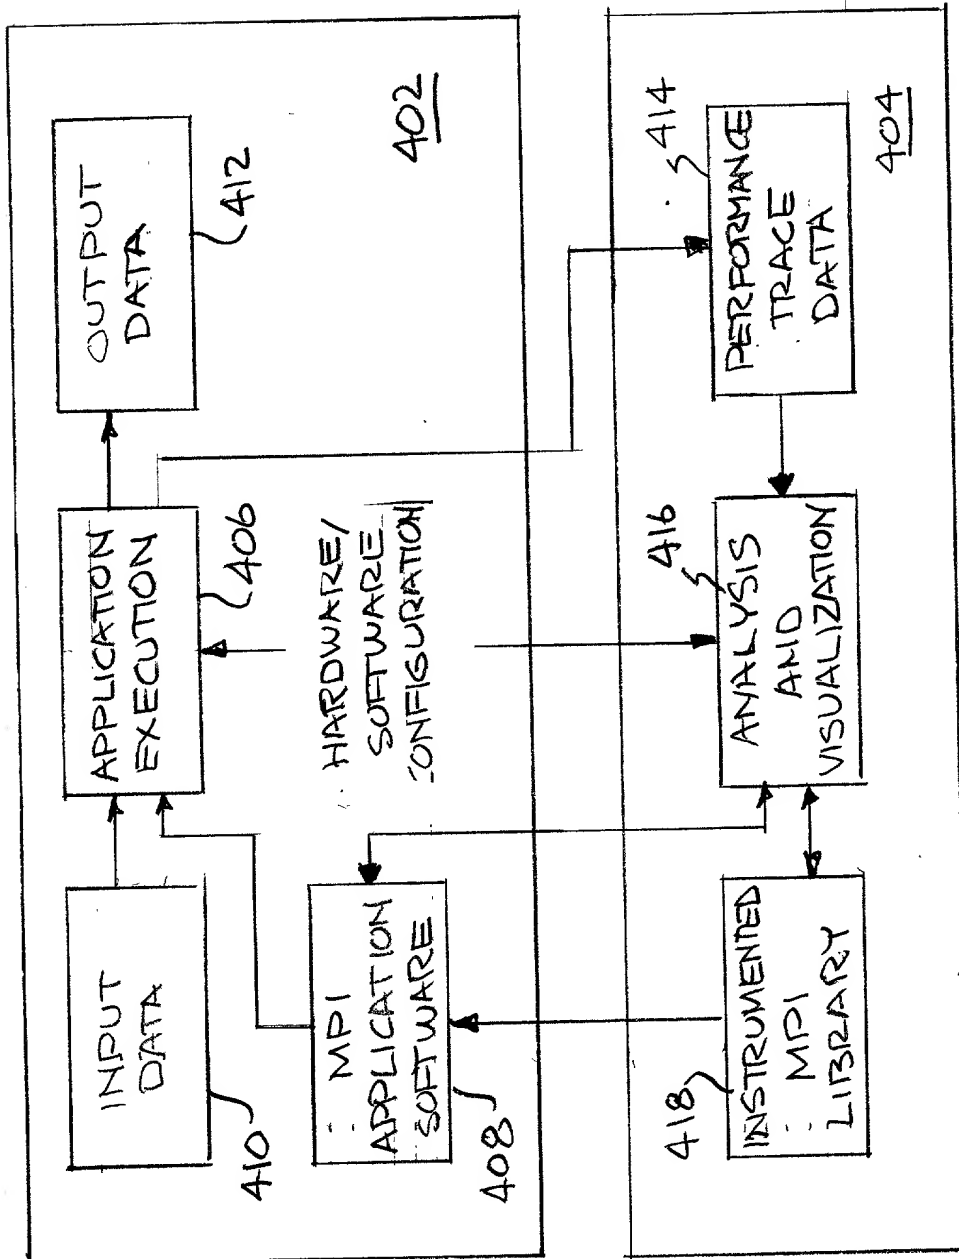 INPUT
DATA
410
APPLICATION
EXECUTION
406
OUTPUT
DATA
412
402
MPI
APPLICATION
SOFTWARE
408
HARDWARE/
SOFTWARE
CONFIGURATION
INSTRUMENTED
MPI
LIBRARY
418
ANALYSIS
AND
VISUALIZATION
416
PERFORMANCE
TRACE
DATA
414
404